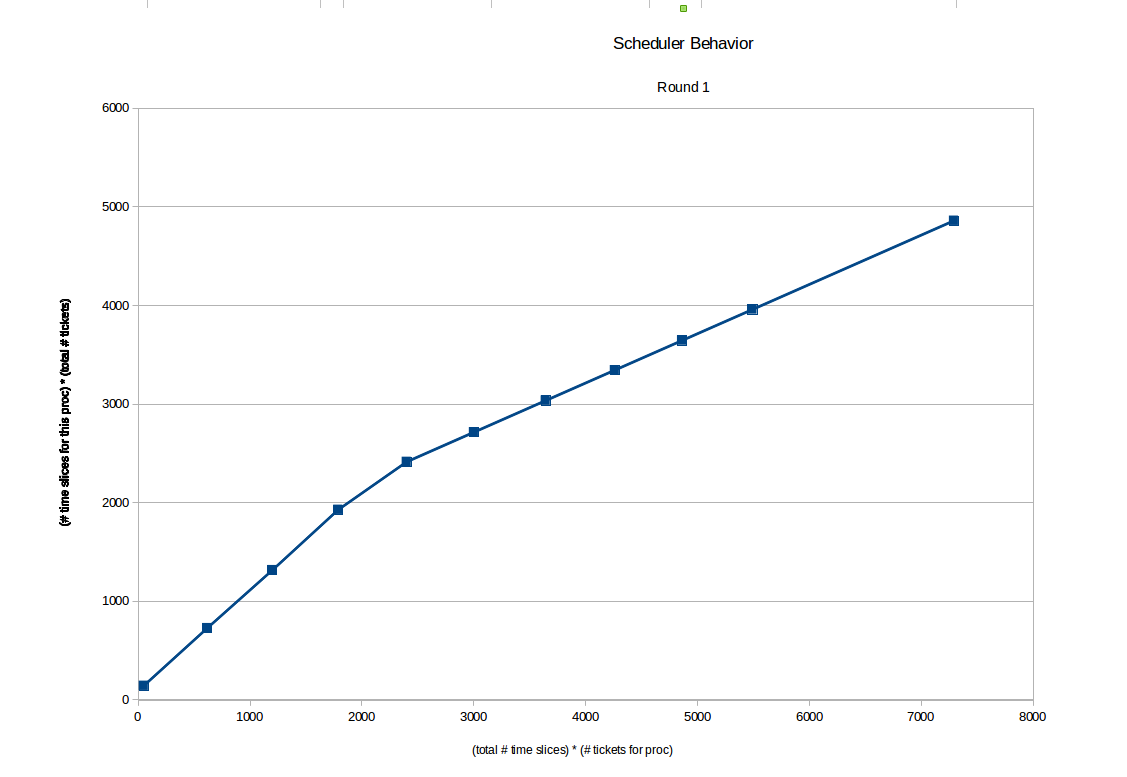 Scheduler Behavior
Round 1
6000
5000
4000
3000
2000
1000
0
(# time slices for this proc) * (total # tickets)
0 1000 2000 3000 4000 5000 6000 7000 8000
(total # time slices) * (# tickets for proc)